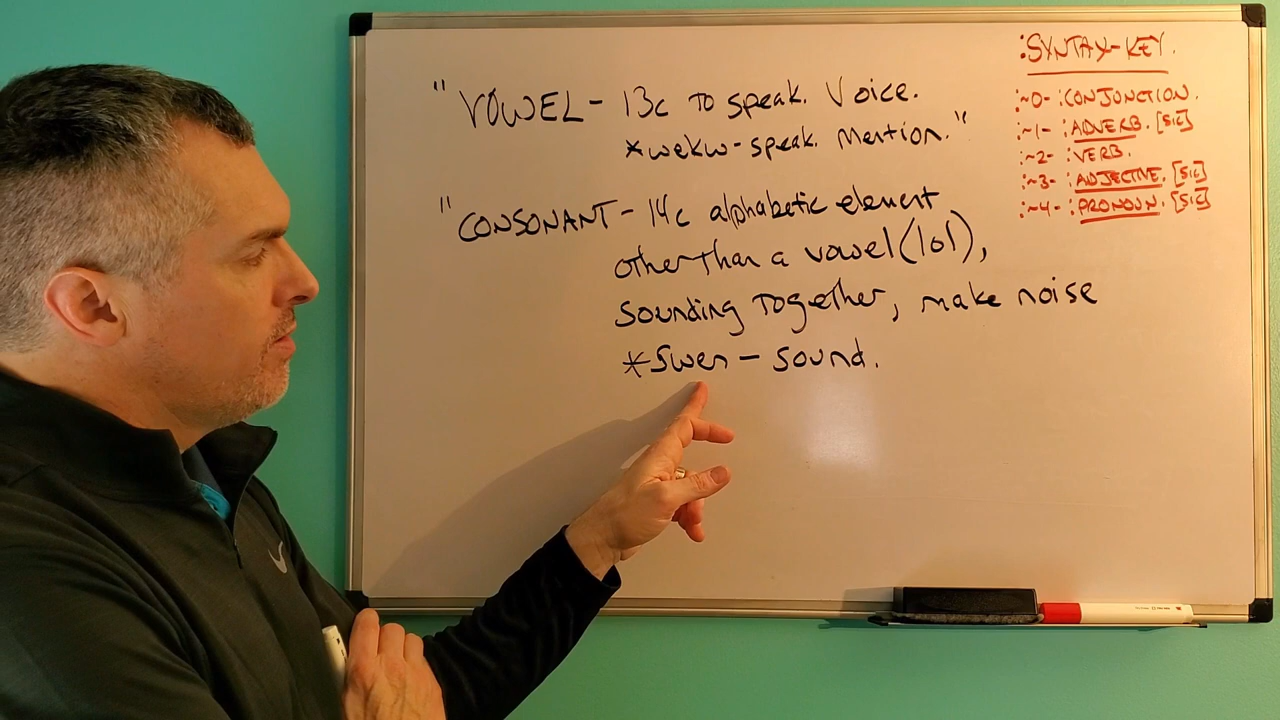 "VOWEL - 13c to speak. Voice.
*wekw-speak. Mention."
"CONSONANT - 14c alphabetic element
other than a vowel (lol),
sounding together, make noise
*swen - sound.
:SYNTAX-KEY.
:~0- :CONJUNCTION.
:~1- :ADVERB. [SIC]
:~2- :VERB.
:~3- :ADJECTIVE. [SIC]
:~4- :PRONOUN. [SIC]